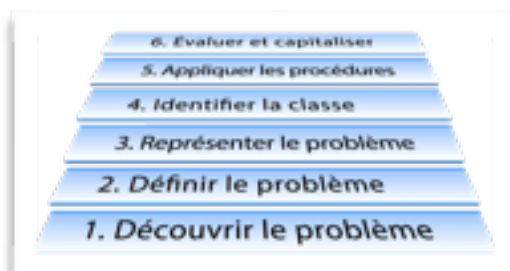 6. Évaluer et capitaliser
5. Appliquer les procédures
4. Identifier la classe
3. Représenter le problème
2. Définir le problème
1. Découvrir le problème